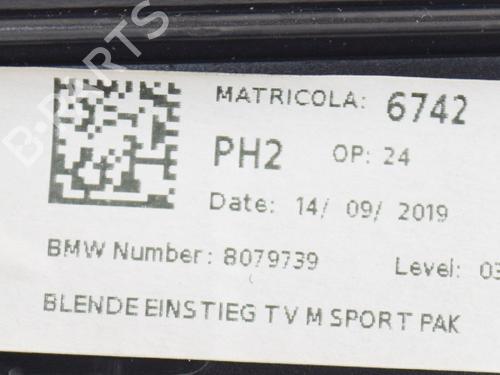 MATRICOLA: 6742
PH2 OP: 24
Date: 14/ 09/ 2019
BMW Number: 8079739 Level: 03
BLENDE EINSTIEG TV M SPORT PAK
B-PARTS